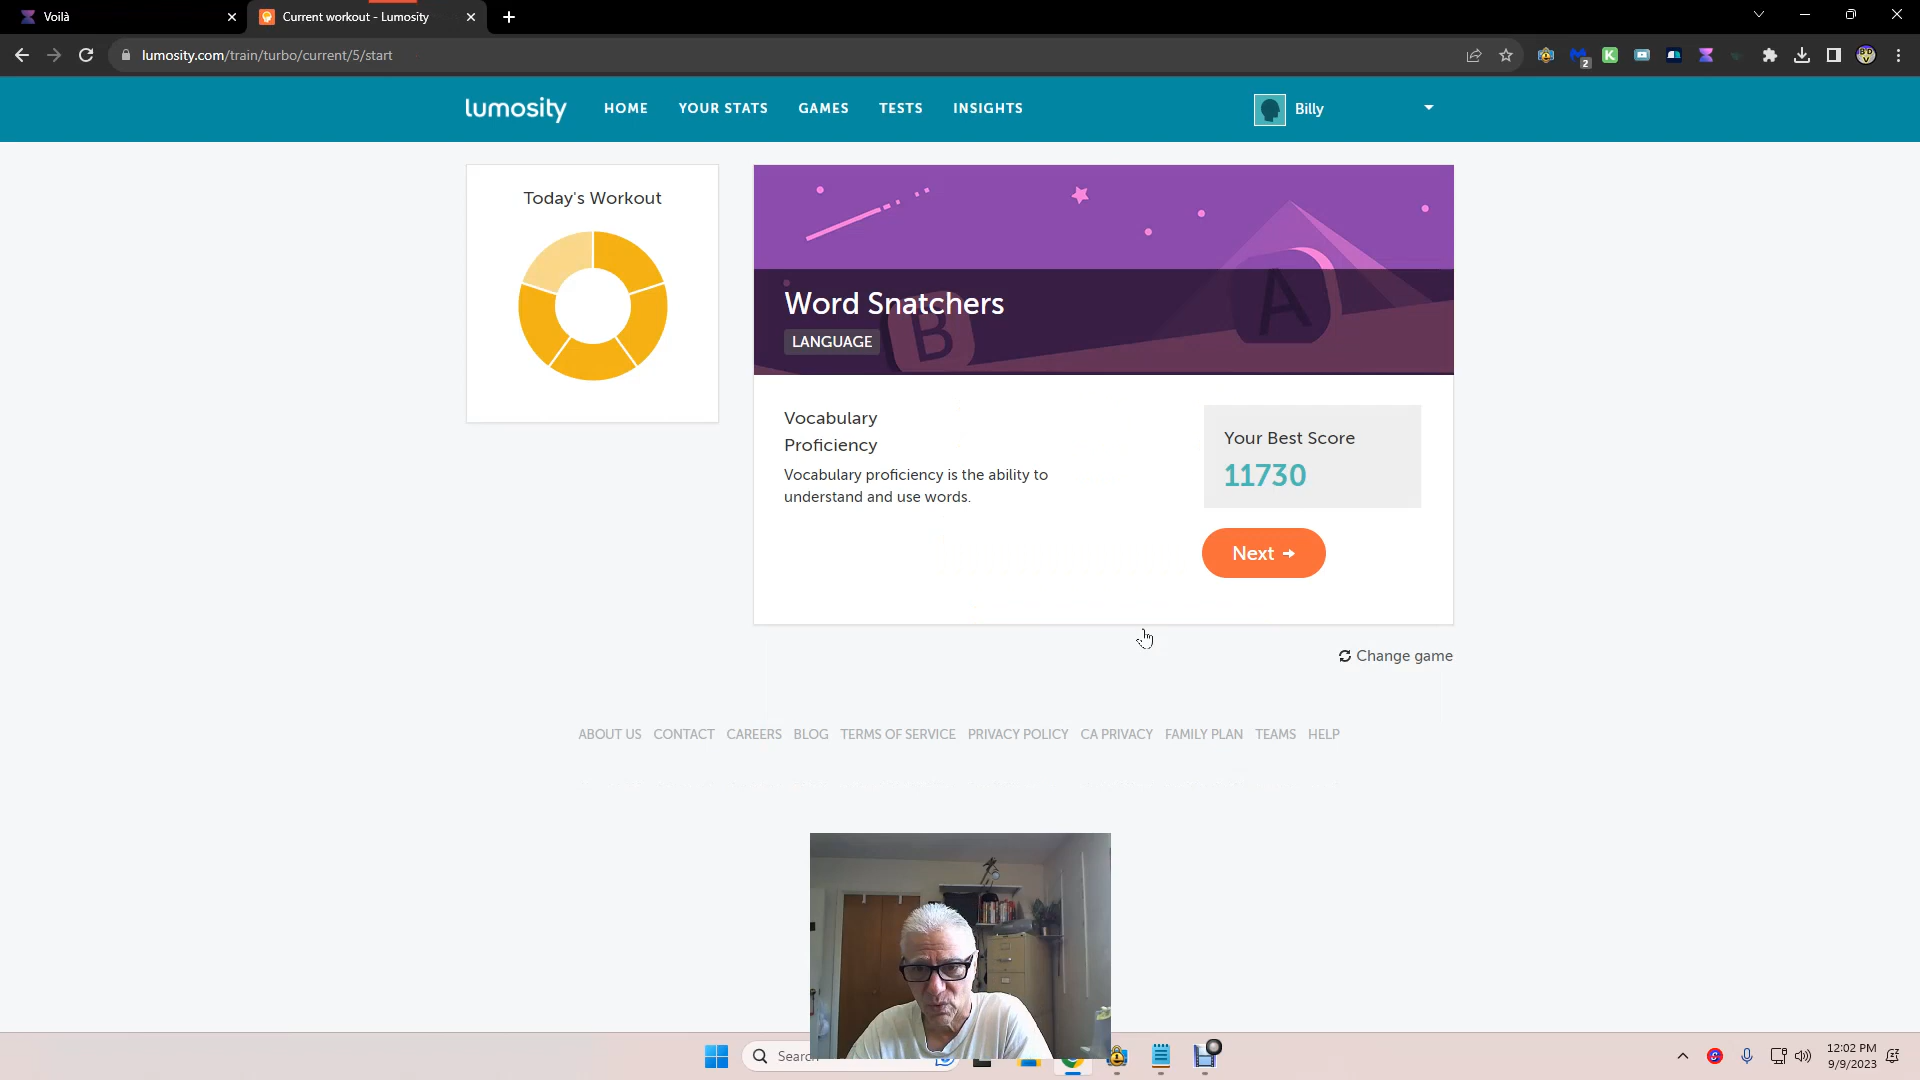 Voilà
Current workout - Lumosity
lumosity.com/train/turbo/current/5/start
2
K
lumosity
HOME
YOUR STATS
GAMES
TESTS
INSIGHTS
Billy
Today's Workout
A
B
Word Snatchers
LANGUAGE
Vocabulary
Proficiency
Vocabulary proficiency is the ability to
understand and use words.
Your Best Score
11730
Next
Change game
ABOUT US CONTACT CAREERS BLOG TERMS OF SERVICE PRIVACY POLICY CA PRIVACY FAMILY PLAN TEAMS HELP
Search
12:02 PM
9/9/2023